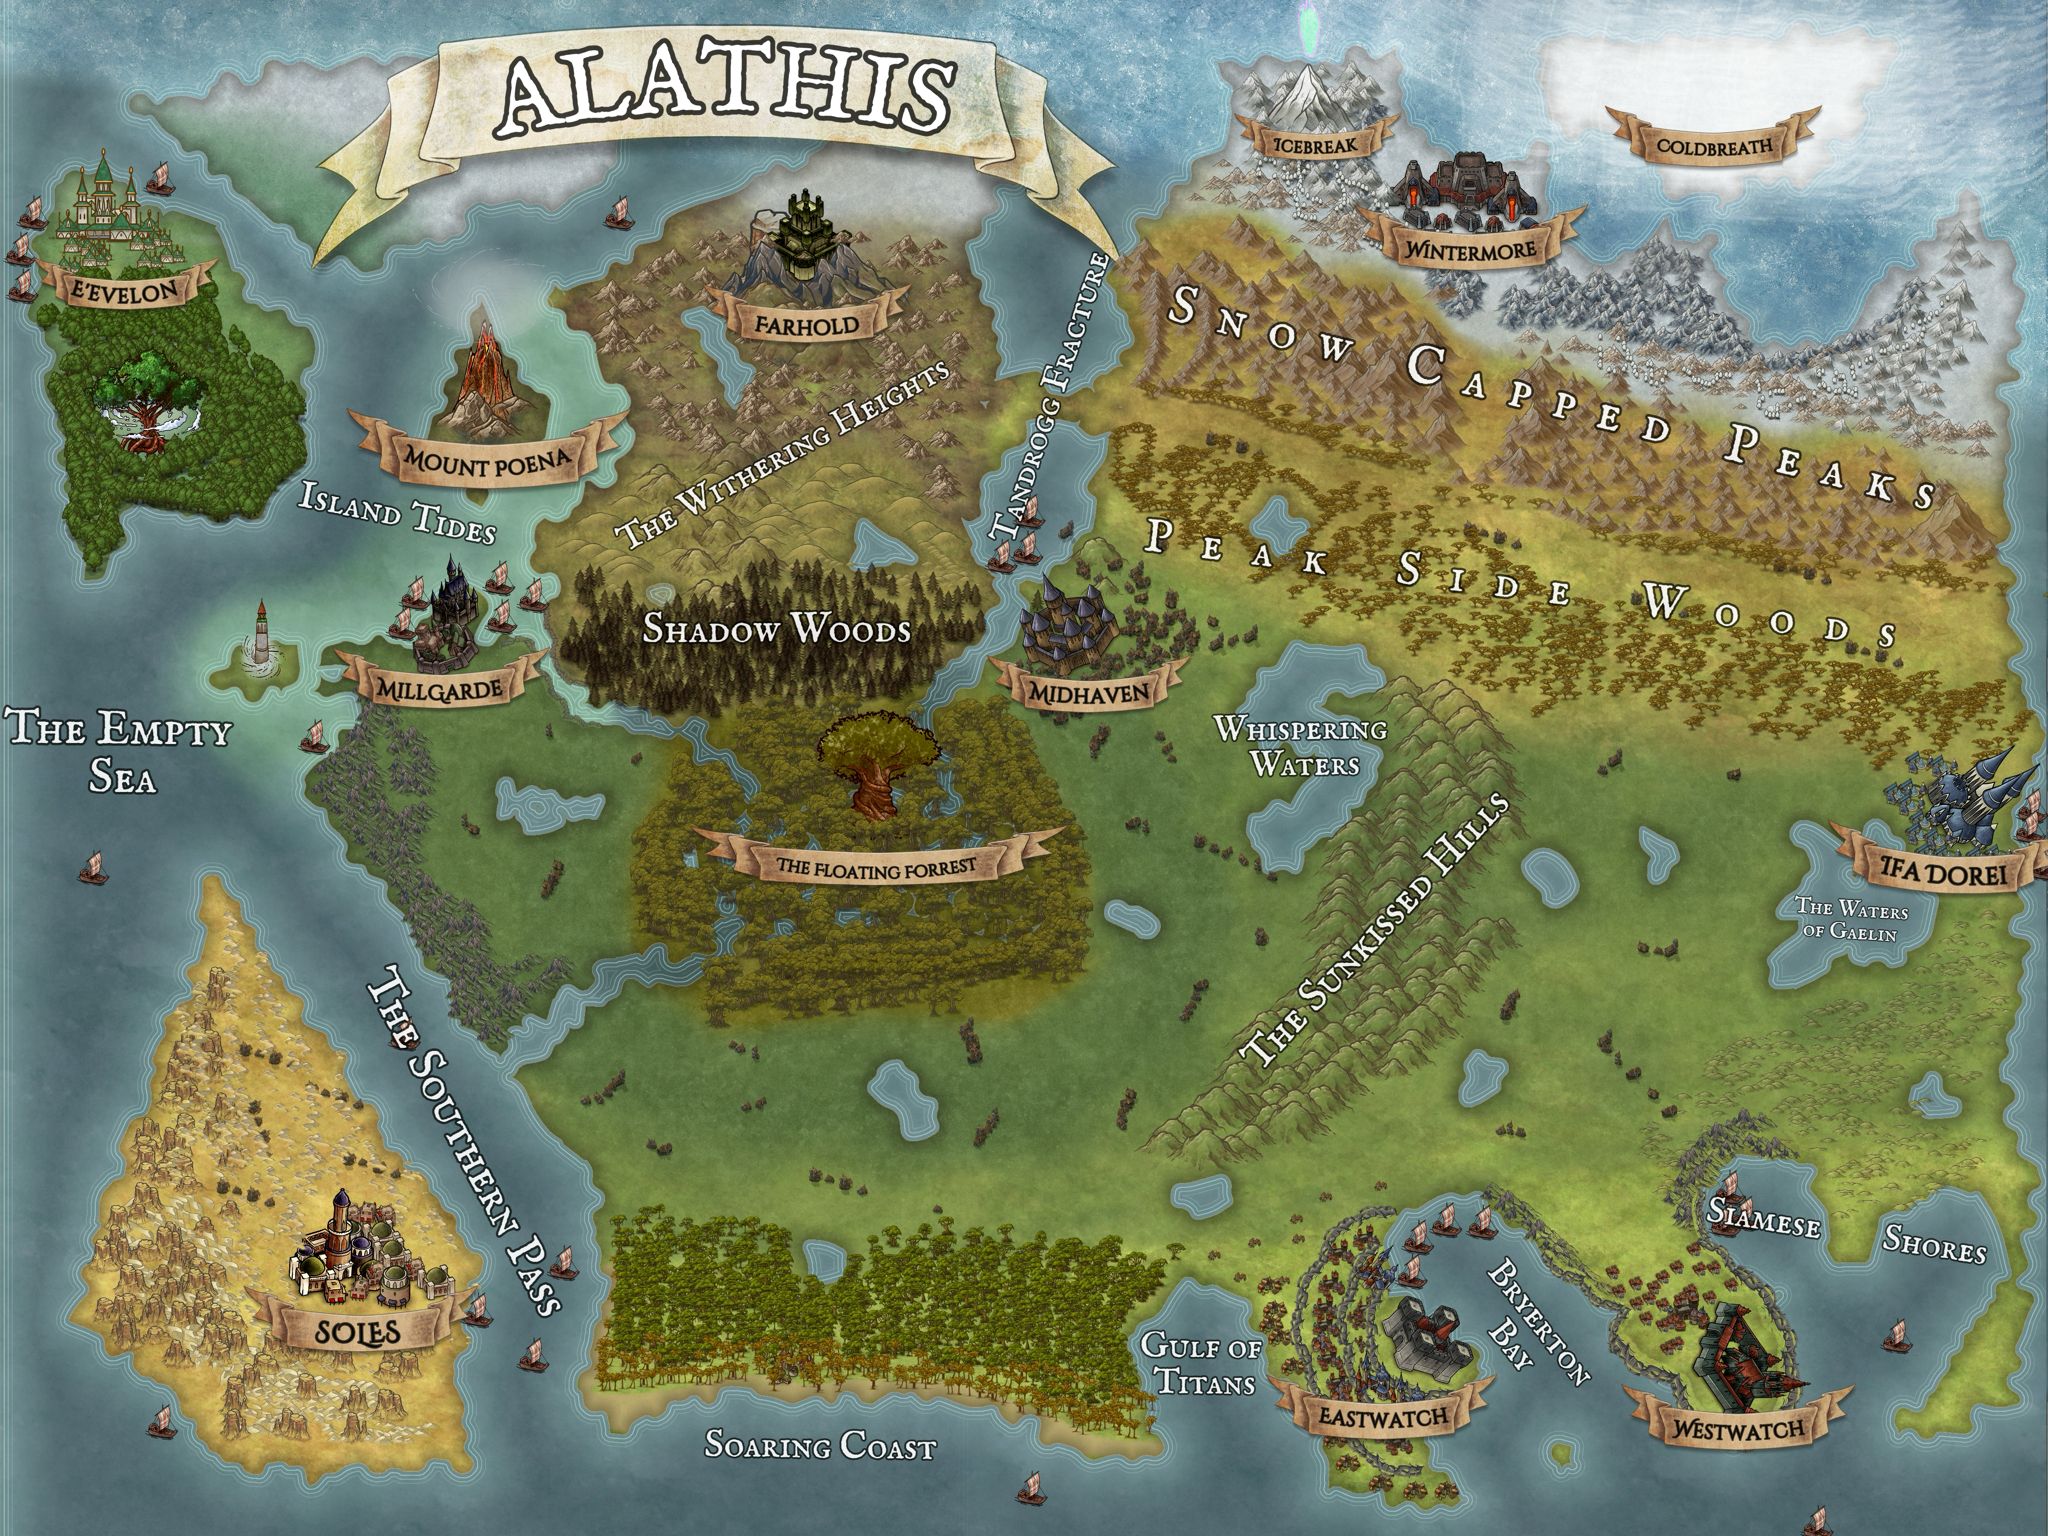 ALATHIS
ICEBREAK
COLDBREATH
WINTERMORE
E'EVELON
FARHOLD
TANDROGG FRACTURE
SNOW CAPPED PEAKS
MOUNT POENA
THE WITHERING HEIGHTS
ISLAND TIDES
PEAK SIDE WOODS
SHADOW WOODS
MILLGARDE
MIDHAVEN
THE EMPTY
SEA
WHISPERING
WATERS
THE FLOATING FORREST
IFA DOREI
THE WATERS
OF GAELIN
THE SUNKISSED HILLS
THE SOUTHERN PASS
SIAMESE
SHORES
SOLES
BRYERTON
BAY
GULF OF
TITANS
EASTWATCH
WESTWATCH
SOARING COAST